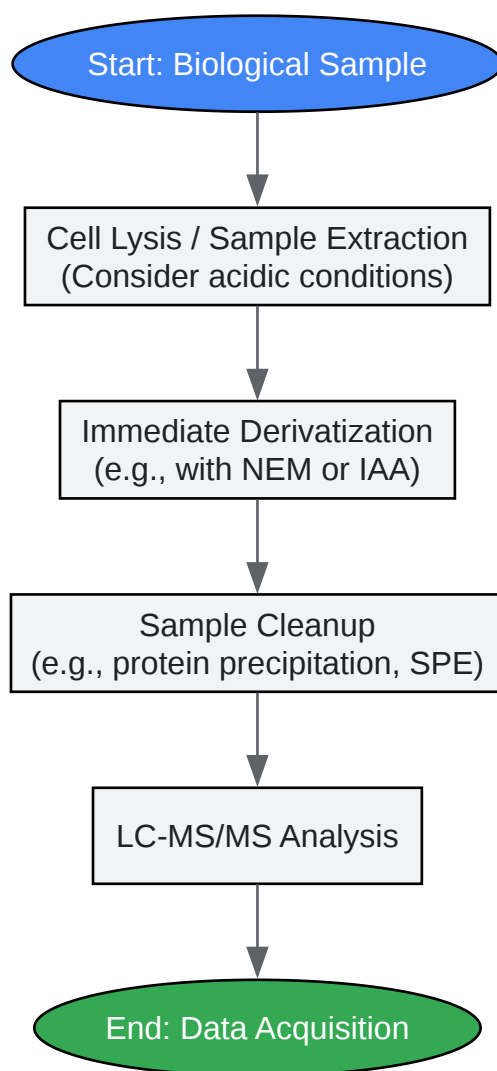 Start: Biological Sample
Cell Lysis / Sample Extraction
(Consider acidic conditions)
Immediate Derivatization
(e.g., with NEM or IAA)
Sample Cleanup
(e.g., protein precipitation, SPE)
LC-MS/MS Analysis
End: Data Acquisition